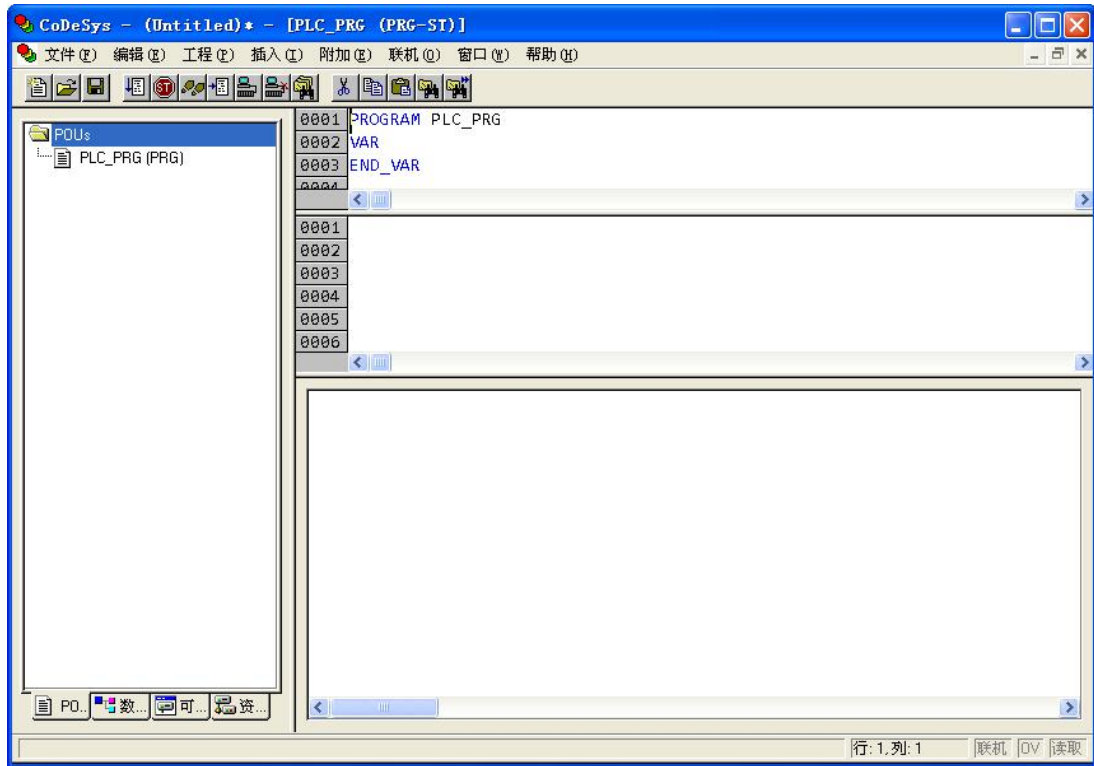 CoDeSys - (Untitled)* - [PLC_PRG (PRG-ST)]
文件(F) 编辑(E) 工程(P) 插入(I) 附加(E) 联机(O) 窗口(W) 帮助(H)
POUs
PLC_PRG (PRG)
0001 PROGRAM PLC_PRG
0002 VAR
0003 END_VAR
0004
0001
0002
0003
0004
0005
0006
PO.. 数... 可... 资...
行:1,列:1 联机 OV 读取